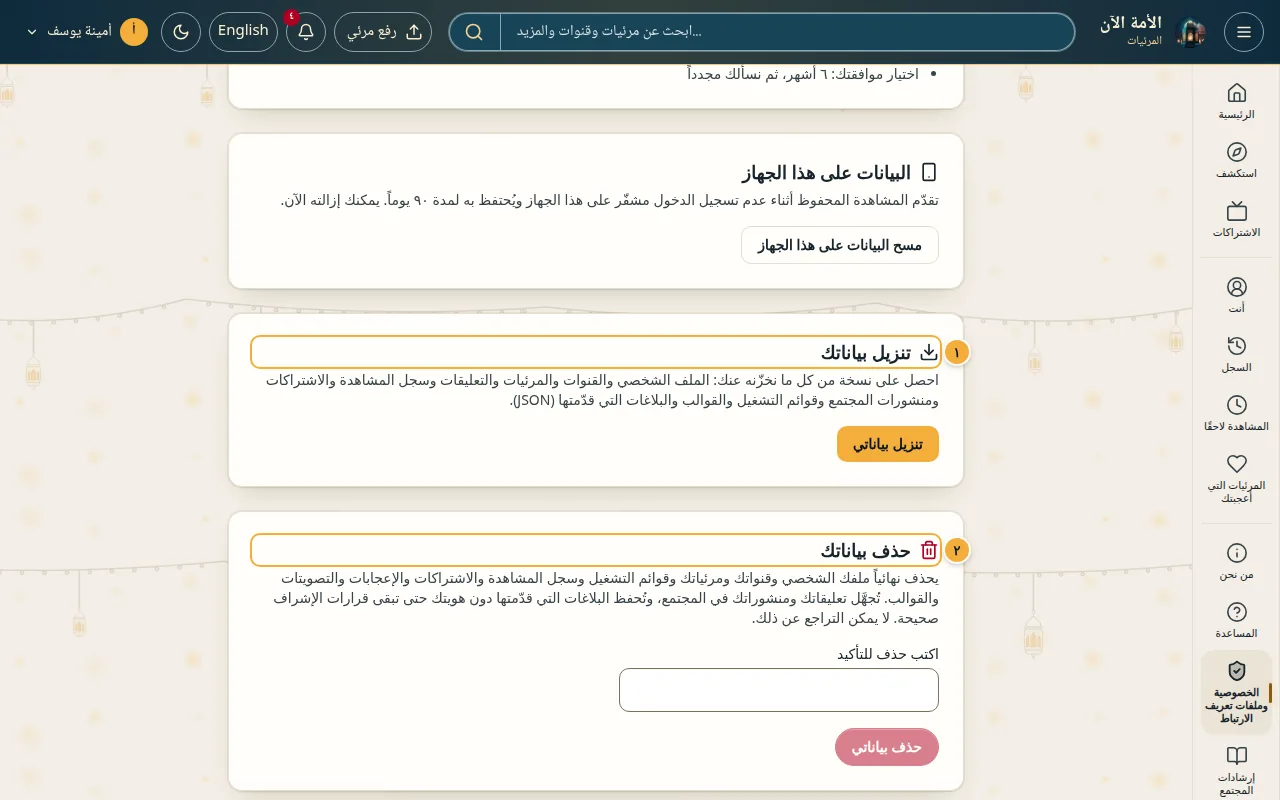 الأمة الآن
المرئيات
ابحث عن مرئيات وقنوات والمزيد...
رفع مرئي
٤
English
أ
أمينة يوسف
الرئيسية
استكشف
الاشتراكات
أنت
السجل
المشاهدة لاحقًا
المرئيات التي
أعجبتك
من نحن
المساعدة
الخصوصية
وملفات تعريف
الارتباط
إرشادات
المجتمع
• اختيار موافقتك: ٦ أشهر، ثم نسألك مجدداً
البيانات على هذا الجهاز
تقدّم المشاهدة المحفوظ أثناء عدم تسجيل الدخول مشفّر على هذا الجهاز ويُحتفظ به لمدة ٩٠ يوماً. يمكنك إزالته الآن.
مسح البيانات على هذا الجهاز
١
تنزيل بياناتك
احصل على نسخة من كل ما نخزّنه عنك: الملف الشخصي والقنوات والمرئيات والتعليقات وسجل المشاهدة والاشتراكات
ومنشورات المجتمع وقوائم التشغيل والقوالب والبلاغات التي قدّمتها (JSON).
تنزيل بياناتي
٢
حذف بياناتك
يحذف نهائياً ملفك الشخصي وقنواتك ومرئياتك وقوائم التشغيل وسجل المشاهدة والاشتراكات والإعجابات والتصويتات
والقوالب. تُجهَّل تعليقاتك ومنشوراتك في المجتمع، وتُحفظ البلاغات التي قدّمتها دون هويتك حتى تبقى قرارات الإشراف
صحيحة. لا يمكن التراجع عن ذلك.
اكتب حذف للتأكيد
حذف بياناتي